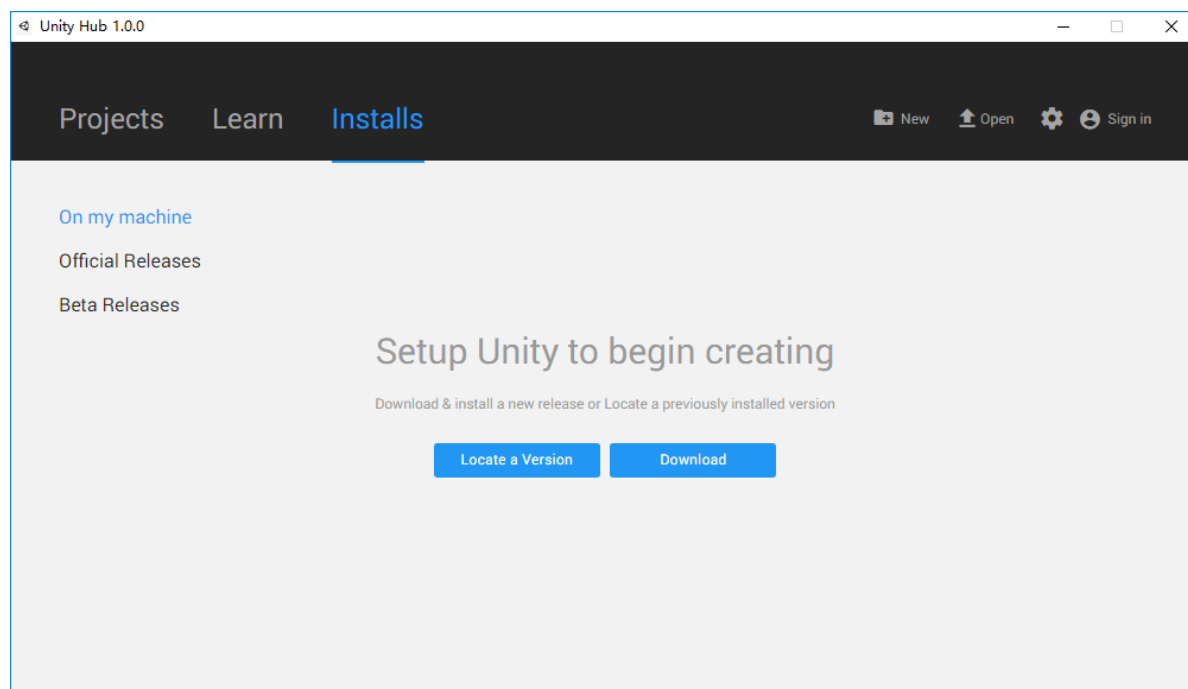 Unity Hub 1.0.0
Projects Learn Installs New Open Sign in
On my machine
Official Releases
Beta Releases
Setup Unity to begin creating
Download & install a new release or Locate a previously installed version
Locate a Version Download